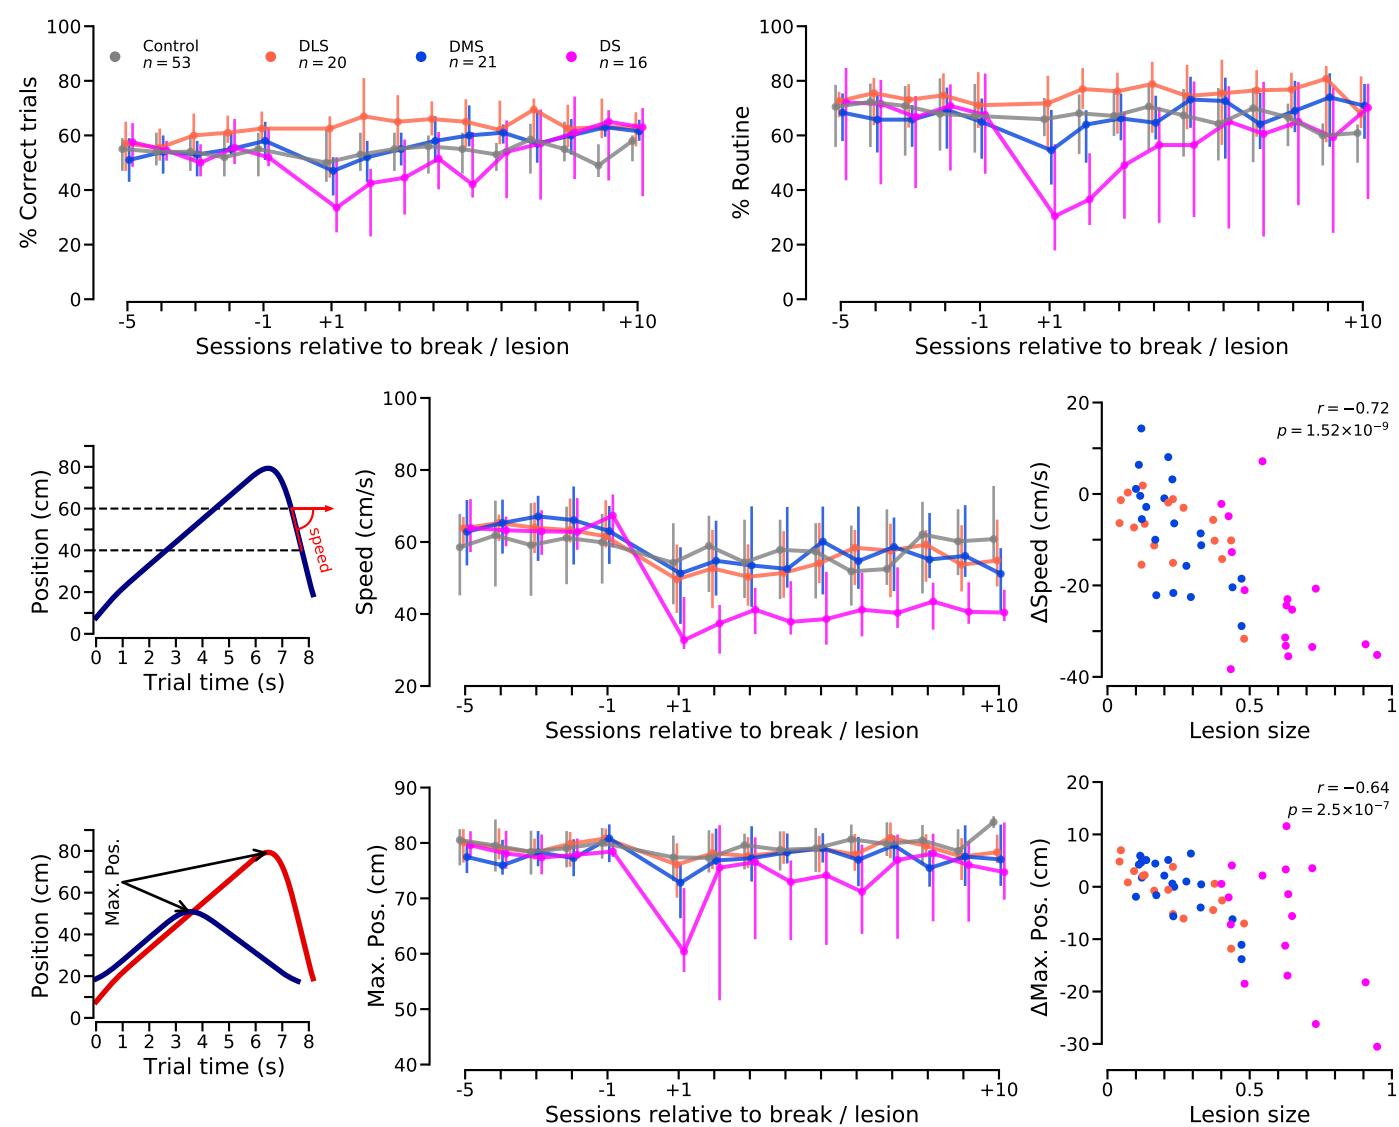 100
80
60
40
20
0
% Correct trials
Control
n = 53
DLS
n = 20
DMS
n = 21
DS
n = 16
-5
-1
+1
+10
Sessions relative to break / lesion
100
80
60
40
20
0
% Routine
-5
-1
+1
+10
Sessions relative to break / lesion
80
60
40
20
0
Position (cm)
speed
0 1 2 3 4 5 6 7 8
Trial time (s)
100
80
60
40
20
Speed (cm/s)
-5
-1
+1
+10
Sessions relative to break / lesion
20
0
-20
-40
ΔSpeed (cm/s)
r = −0.72
p = 1.52×10⁻⁹
0
0.5
1
Lesion size
80
60
40
20
0
Position (cm)
Max. Pos.
0 1 2 3 4 5 6 7 8
Trial time (s)
90
80
70
60
50
40
Max. Pos. (cm)
-5
-1
+1
+10
Sessions relative to break / lesion
20
10
0
-10
-20
-30
ΔMax. Pos. (cm)
r = −0.64
p = 2.5×10⁻⁷
0
0.5
1
Lesion size